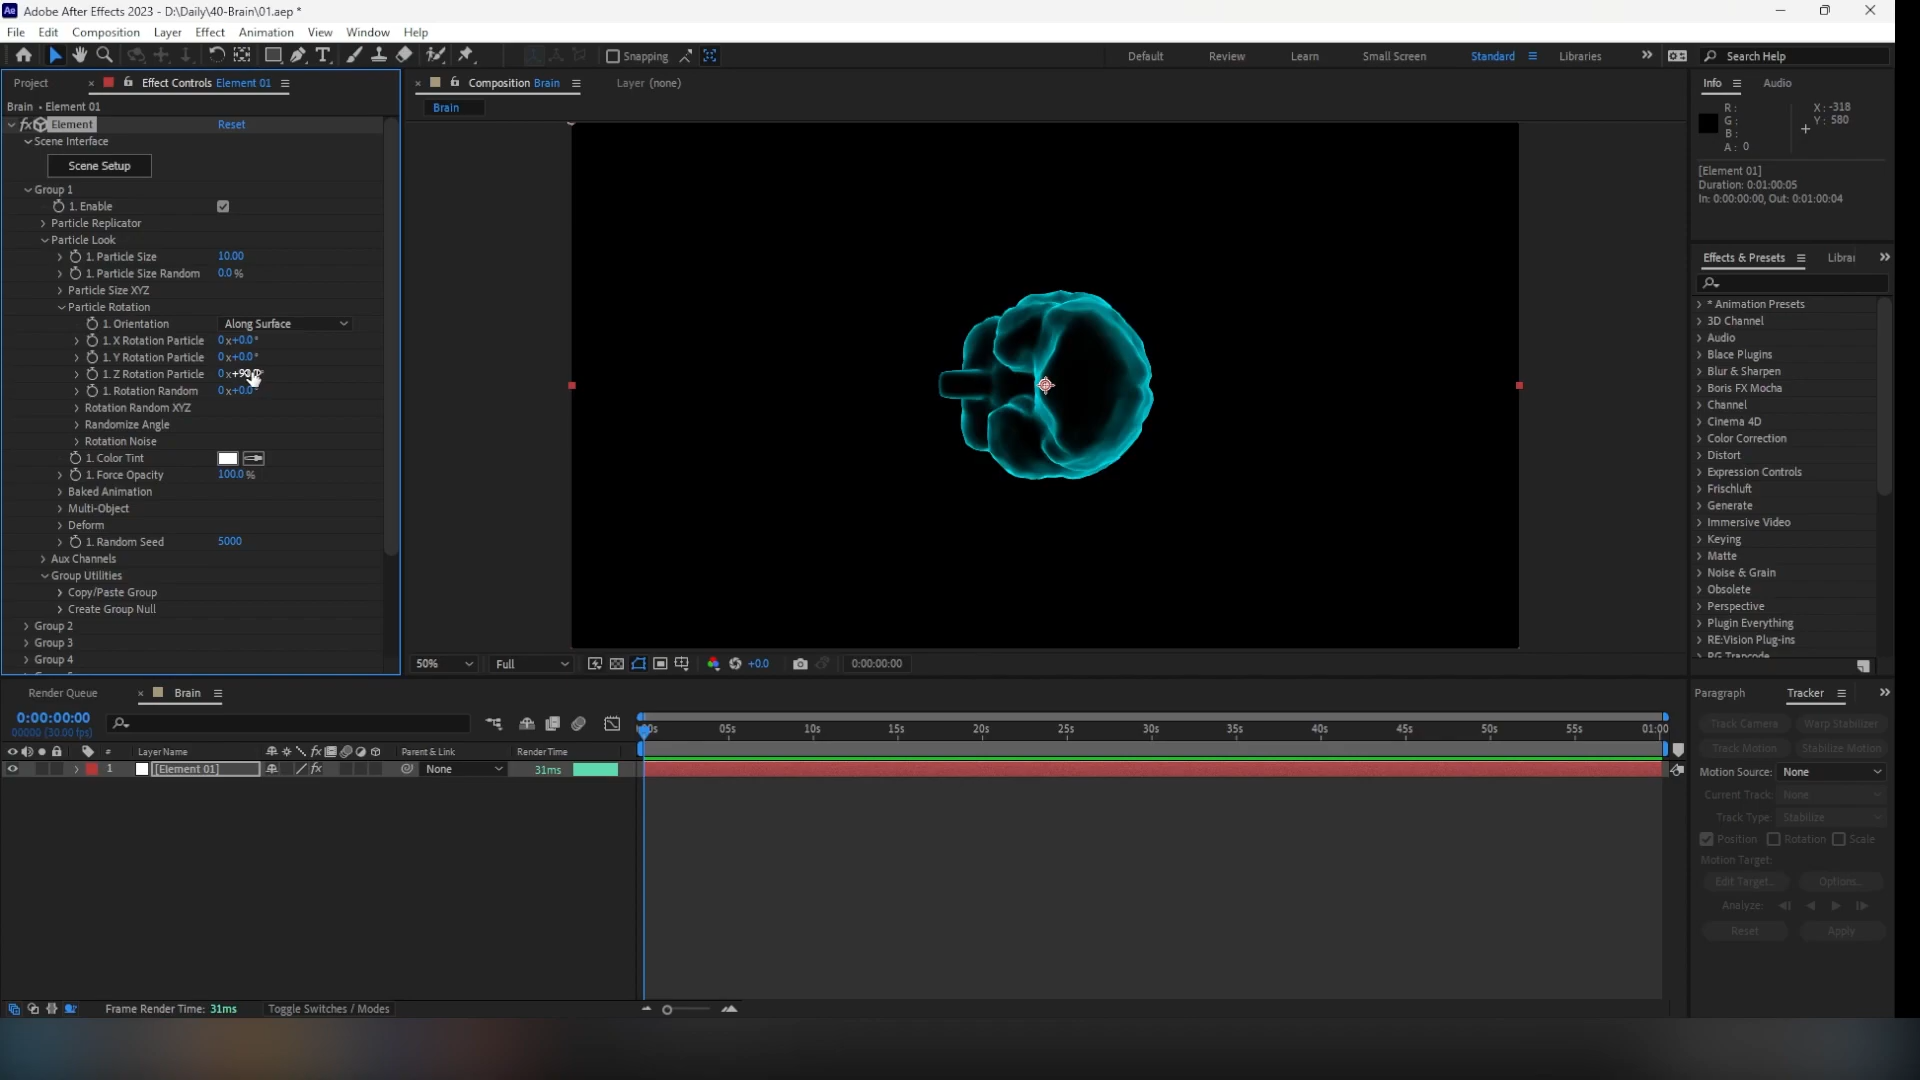 Adobe After Effects 2023 - D:\Daily\40-Brain\01.aep *
File Edit Composition Layer Effect Animation View Window Help
Snapping Default Review Learn Small Screen Standard Libraries Search Help
Project Effect Controls Element 01
Brain • Element 01
fx Element Reset
Scene Interface
Scene Setup
Group 1
1. Enable
Particle Replicator
Particle Look
1. Particle Size 10.00
1. Particle Size Random 0.0 %
Particle Size XYZ
Particle Rotation
1. Orientation Along Surface
1. X Rotation Particle 0 x+0.0 °
1. Y Rotation Particle 0 x+0.0 °
1. Z Rotation Particle
1. Rotation Random 0 x+0.0
Rotation Random XYZ
Randomize Angle
Rotation Noise
1. Color Tint
1. Force Opacity 100.0 %
Baked Animation
Multi-Object
Deform
1. Random Seed 5000
Aux Channels
Group Utilities
Copy/Paste Group
Create Group Null
Group 2
Group 3
Group 4
Composition Brain Layer (none)
Brain
50% Full +0.0 0:00:00:00
Info Audio
R: X: -318
G: Y: 580
B:
A: 0
[Element 01]
Duration: 0:01:00:05
In: 0:00:00:00, Out: 0:01:00:04
Effects & Presets Librai
* Animation Presets
3D Channel
Audio
Blace Plugins
Blur & Sharpen
Boris FX Mocha
Channel
Cinema 4D
Color Correction
Distort
Expression Controls
Frischluft
Generate
Immersive Video
Keying
Matte
Noise & Grain
Obsolete
Perspective
Plugin Everything
RE:Vision Plug-ins
Render Queue Brain
0:00:00:00
00000 (30.00 fps)
# Layer Name fx Parent & Link Render Time
1 [Element 01] fx None 31ms
05s 10s 15s 20s 25s 30s 35s 40s 45s 50s 55s 01:00
Frame Render Time: 31ms Toggle Switches / Modes
Paragraph Tracker
Track Camera Warp Stabilizer
Track Motion Stabilize Motion
Motion Source: None
Current Track: None
Track Type: Stabilize
Position Rotation Scale
Motion Target:
Edit Target... Options...
Analyze:
Reset Apply